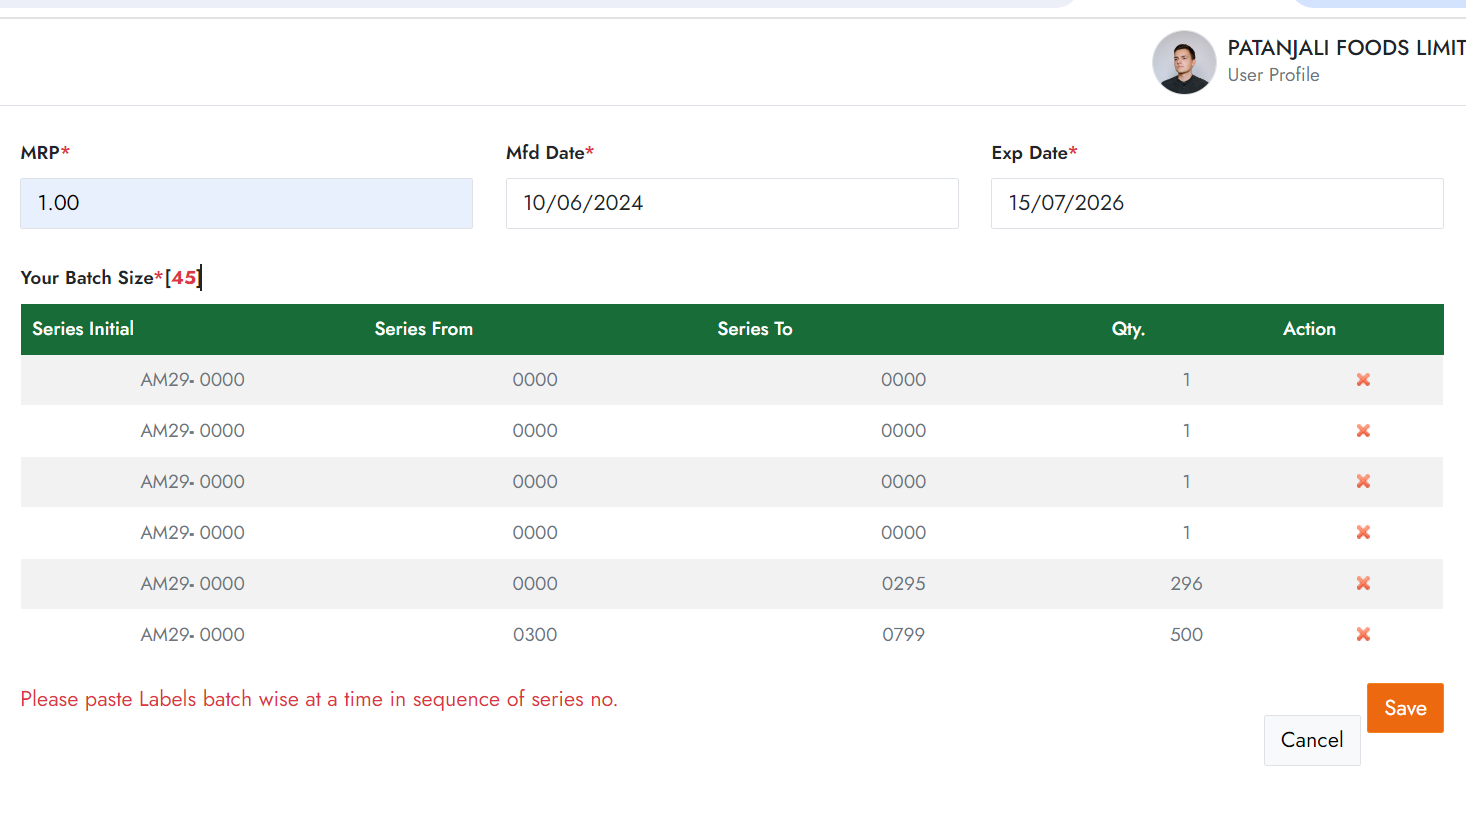 PATANJALI FOODS LIMIT
User Profile
MRP* Mfd Date* Exp Date*
1.00 10/06/2024 15/07/2026
Your Batch Size*[45]
Series Initial Series From Series To Qty. Action
AM29- 0000 0000 0000 1
AM29- 0000 0000 0000 1
AM29- 0000 0000 0000 1
AM29- 0000 0000 0000 1
AM29- 0000 0000 0295 296
AM29- 0000 0300 0799 500
Please paste Labels batch wise at a time in sequence of series no.
Save
Cancel